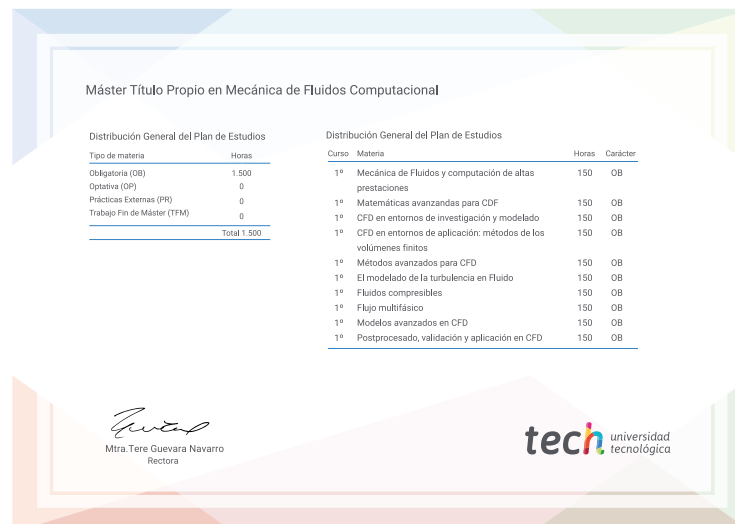 Máster Título Propio en Mecánica de Fluidos Computacional
Distribución General del Plan de Estudios
Tipo de materia Horas
Obligatoria (OB) 1.500
Optativa (OP) 0
Prácticas Externas (PR) 0
Trabajo Fin de Máster (TFM) 0
Total 1.500
Distribución General del Plan de Estudios
Curso Materia Horas Carácter
1º Mecánica de Fluidos y computación de altas 150 OB
prestaciones
1º Matemáticas avanzandas para CDF 150 OB
1º CFD en entornos de investigación y modelado 150 OB
1º CFD en entornos de aplicación: métodos de los 150 OB
volúmenes finitos
1º Métodos avanzados para CFD 150 OB
1º El modelado de la turbulencia en Fluido 150 OB
1º Fluidos compresibles 150 OB
1º Flujo multifásico 150 OB
1º Modelos avanzados en CFD 150 OB
1º Postprocesado, validación y aplicación en CFD 150 OB
Mtra.Tere Guevara Navarro
Rectora
tech universidad
tecnológica